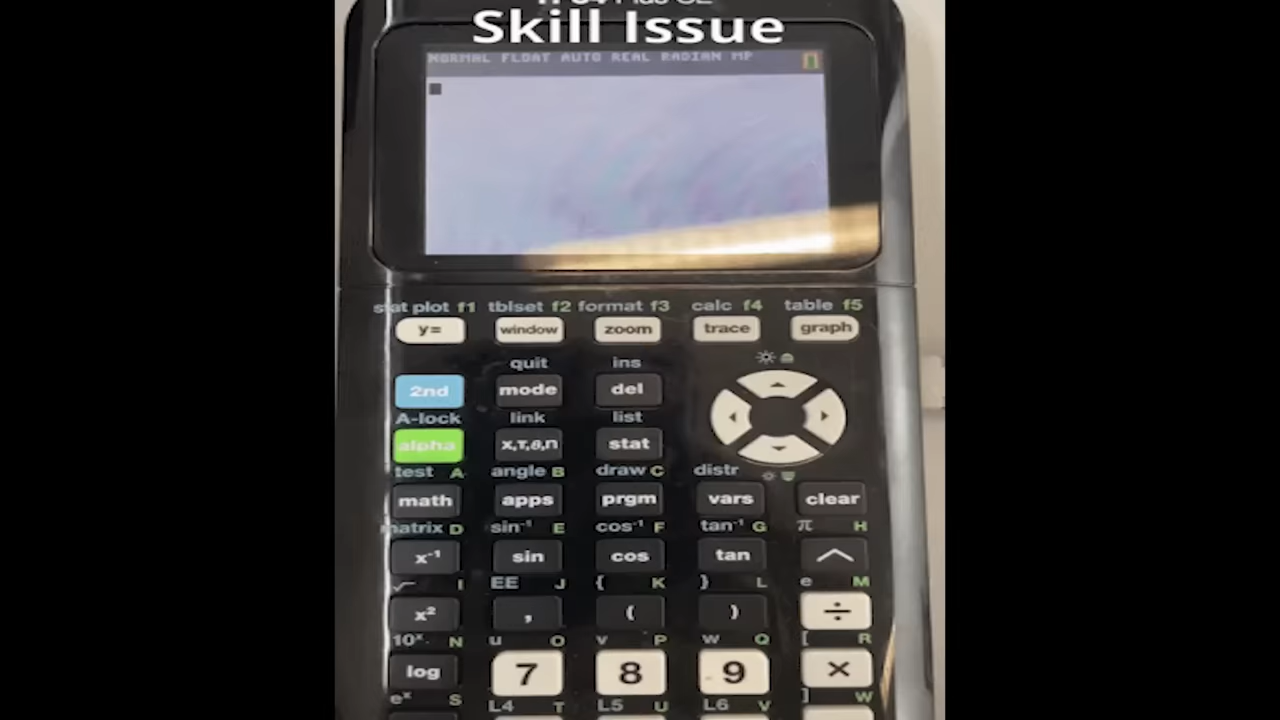 Skill Issue
NORMAL FLOAT AUTO REAL RADIAN MP
stat plot f1 tblset f2 format f3 calc f4 table f5
y= window zoom trace graph
quit ins
2nd mode del
A-lock link list
alpha X,T,θ,n stat
test A angle B draw C distr
math apps prgm vars clear
matrix D sin⁻¹ E cos⁻¹ F tan⁻¹ G π H
x⁻¹ sin cos tan ^
√ I EE J { K } L e M
x² , ( ) ÷
10ˣ N u O v P w Q [ R
log 7 8 9 ×
eˣ S L4 T L5 U L6 V ] W